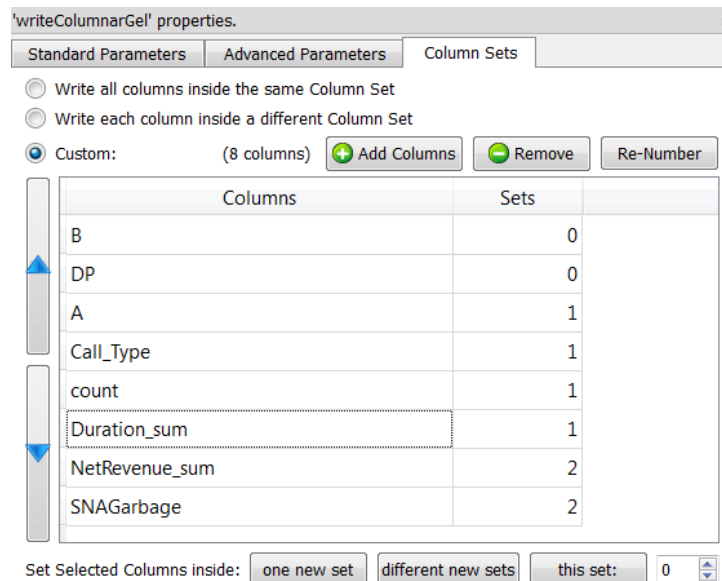 'writeColumnarGel' properties.
Standard Parameters Advanced Parameters Column Sets
Write all columns inside the same Column Set
Write each column inside a different Column Set
Custom: (8 columns) Add Columns Remove Re-Number
Columns Sets
B 0
DP 0
A 1
Call_Type 1
count 1
Duration_sum 1
NetRevenue_sum 2
SNAGarbage 2
Set Selected Columns inside: one new set different new sets this set: 0